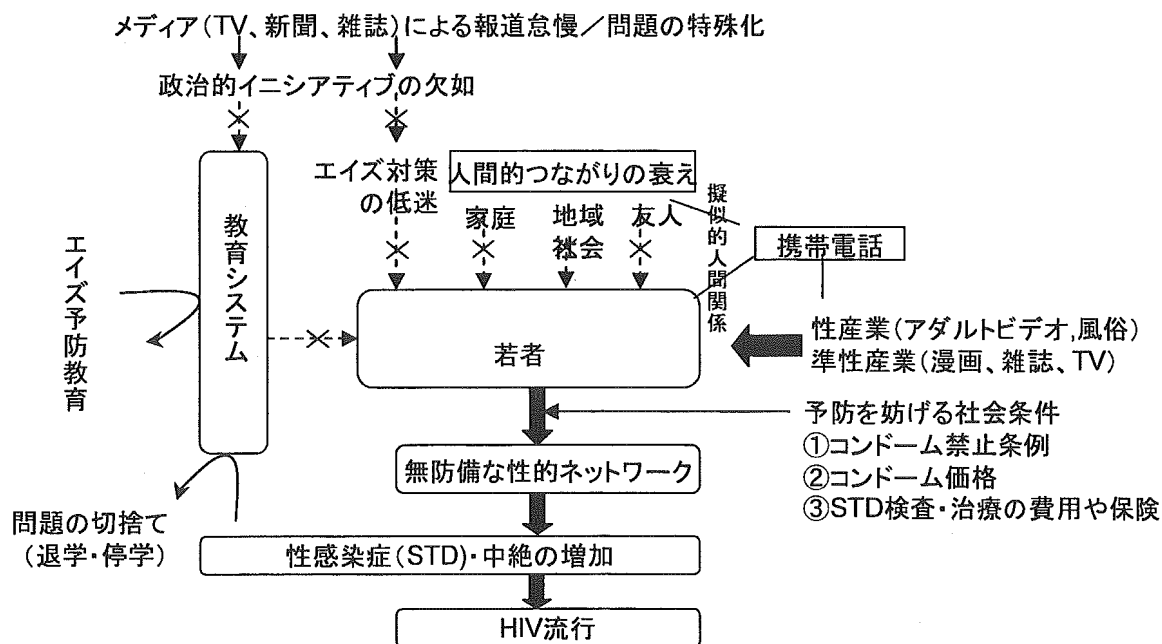 メディア(TV、新聞、雑誌)による報道怠慢／問題の特殊化
政治的イニシアティブの欠如
エイズ対策
の低迷
人間的つながりの衰え
家庭
地域
社会
友人
擬似的人間関係
携帯電話
教育システム
エイズ予防教育
若者
性産業(アダルトビデオ,風俗)
準性産業(漫画、雑誌、TV)
予防を妨げる社会条件
①コンドーム禁止条例
②コンドーム価格
③STD検査・治療の費用や保険
無防備な性的ネットワーク
問題の切捨て
(退学・停学)
性感染症(STD)・中絶の増加
HIV流行